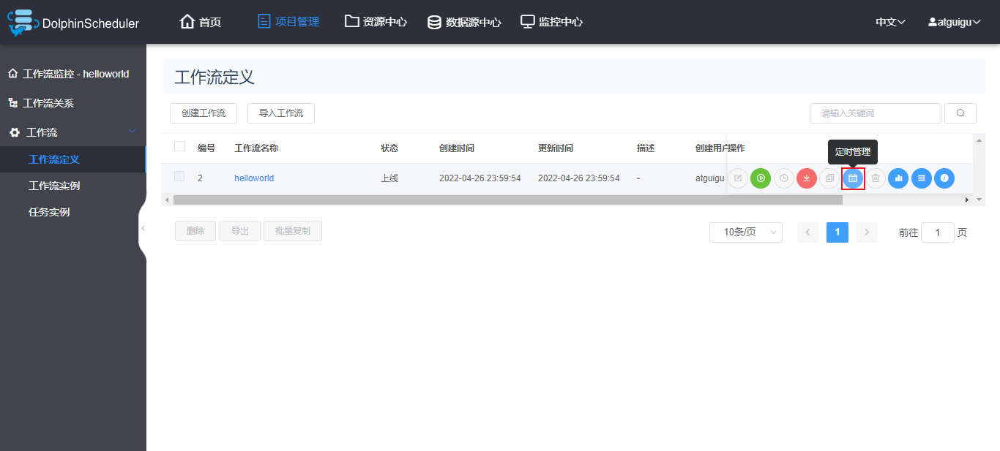 DolphinScheduler 首页 项目管理 资源中心 数据源中心 监控中心 中文 atguigu
工作流监控 - helloworld
工作流关系
工作流
工作流定义
工作流实例
任务实例
工作流定义
创建工作流 导入工作流 请输入关键词
定时管理
编号 工作流名称 状态 创建时间 更新时间 描述 创建用户 操作
2 helloworld 上线 2022-04-26 23:59:54 2022-04-26 23:59:54 - atguigu
删除 导出 批量复制 10条/页 1 前往 1 页